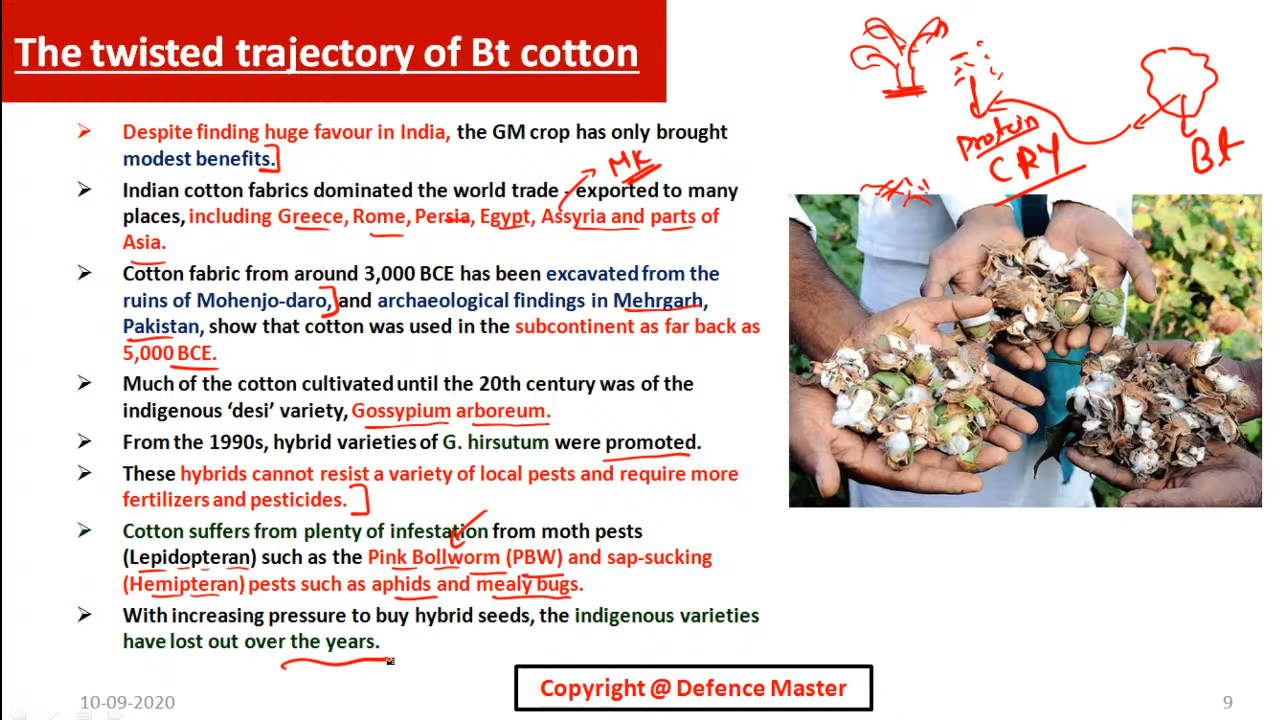 The twisted trajectory of Bt cotton
Protein
CRY
Bt
MK
➢ Despite finding huge favour in India, the GM crop has only brought
modest benefits.
➢ Indian cotton fabrics dominated the world trade - exported to many
places, including Greece, Rome, Persia, Egypt, Assyria and parts of
Asia.
➢ Cotton fabric from around 3,000 BCE has been excavated from the
ruins of Mohenjo-daro, and archaeological findings in Mehrgarh,
Pakistan, show that cotton was used in the subcontinent as far back as
5,000 BCE.
➢ Much of the cotton cultivated until the 20th century was of the
indigenous ‘desi’ variety, Gossypium arboreum.
➢ From the 1990s, hybrid varieties of G. hirsutum were promoted.
➢ These hybrids cannot resist a variety of local pests and require more
fertilizers and pesticides.
➢ Cotton suffers from plenty of infestation from moth pests
(Lepidopteran) such as the Pink Bollworm (PBW) and sap-sucking
(Hemipteran) pests such as aphids and mealy bugs.
➢ With increasing pressure to buy hybrid seeds, the indigenous varieties
have lost out over the years.
Copyright @ Defence Master
10-09-2020
9